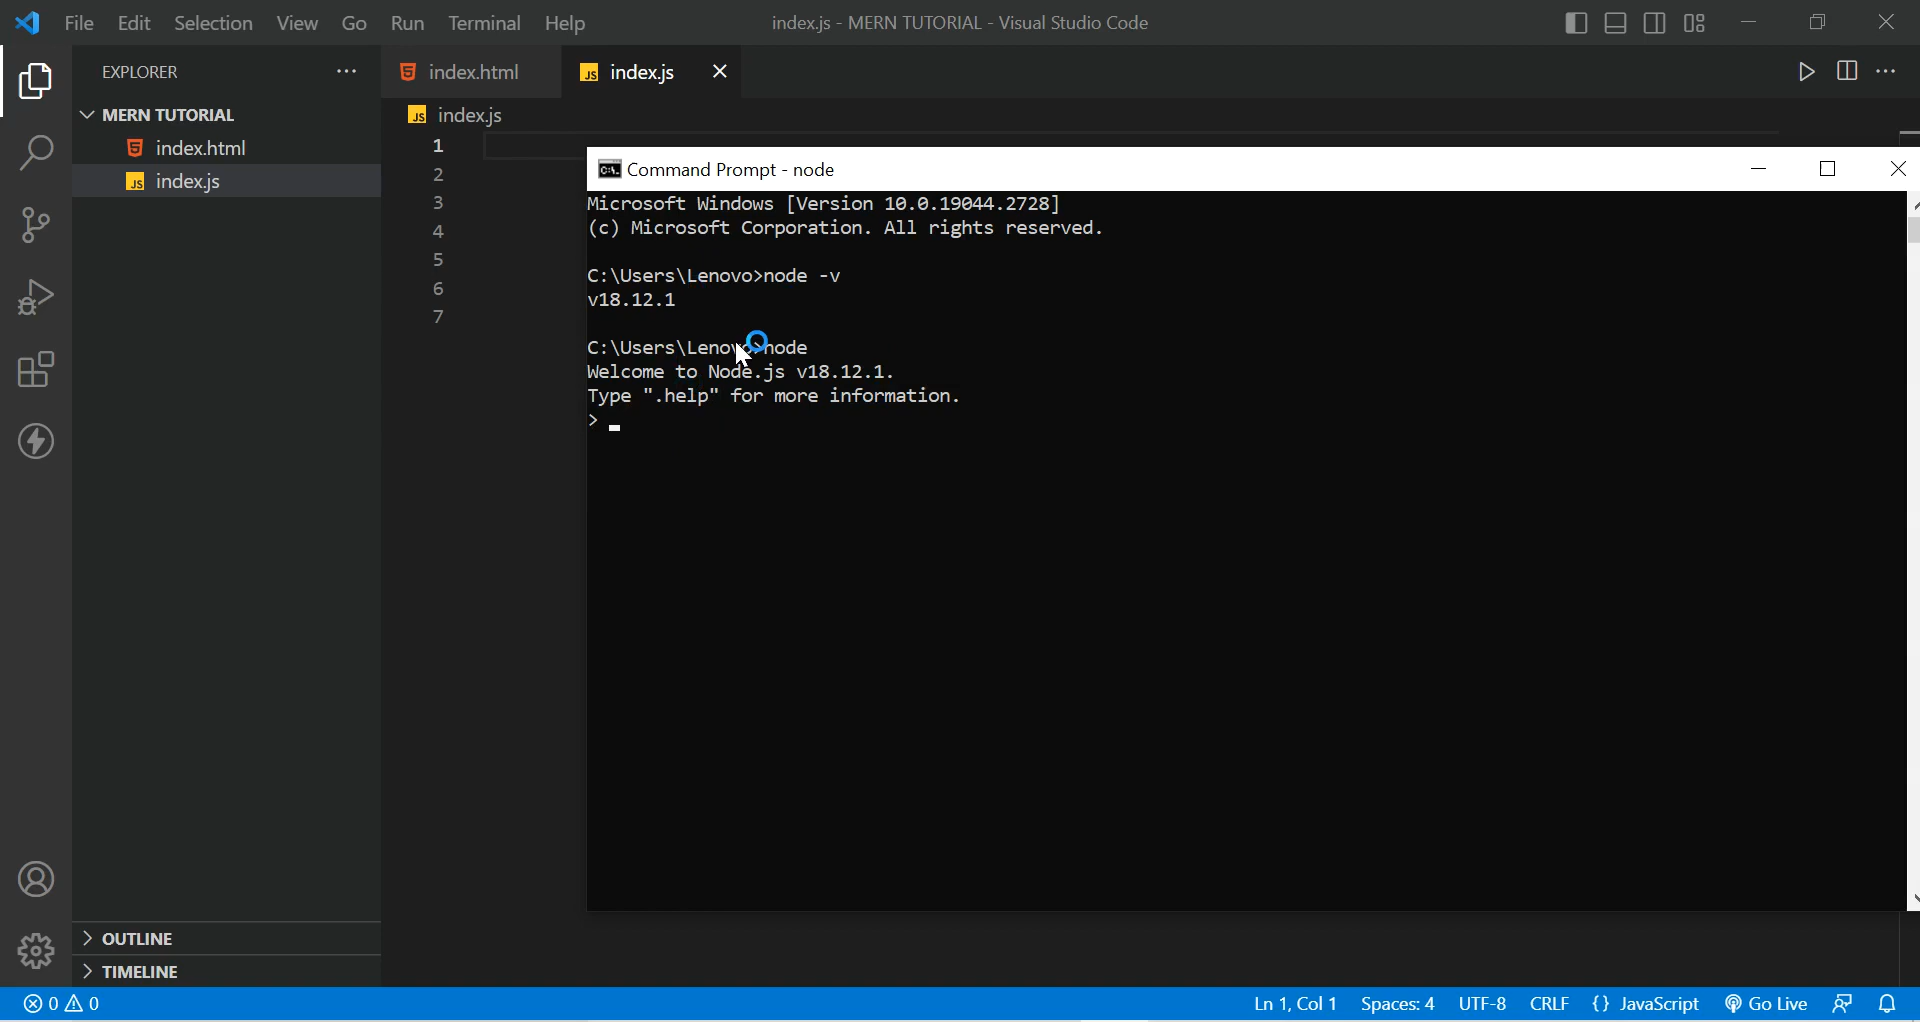 File Edit Selection View Go Run Terminal Help index.js - MERN TUTORIAL - Visual Studio Code
EXPLORER
index.html
JS index.js
MERN TUTORIAL
index.html
JS index.js
JS index.js
1
2
3
4
5
6
7
Command Prompt - node
Microsoft Windows [Version 10.0.19044.2728]
(c) Microsoft Corporation. All rights reserved.
C:\Users\Lenovo>node -v
v18.12.1
C:\Users\Lenovo>node
Welcome to Node.js v18.12.1.
Type ".help" for more information.
>
OUTLINE
TIMELINE
0 0 Ln 1, Col 1 Spaces: 4 UTF-8 CRLF {} JavaScript Go Live